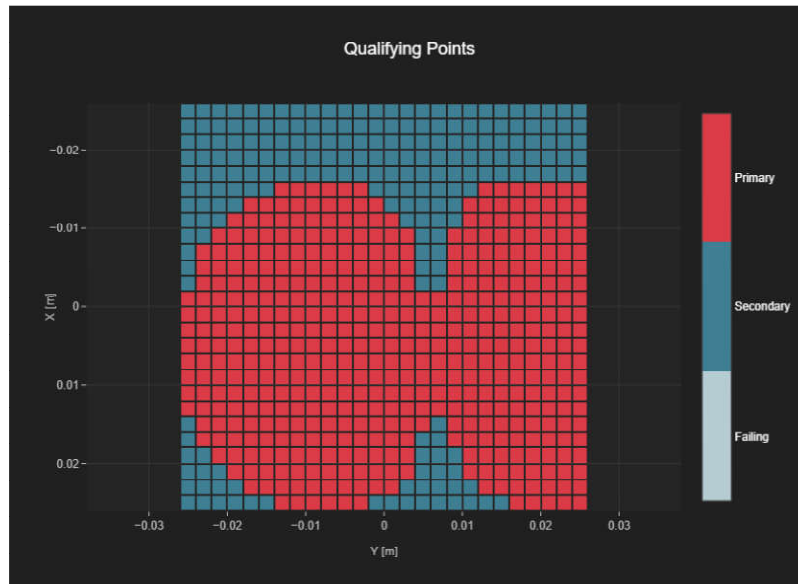 Qualifying Points
−0.02
−0.01
0
0.01
0.02
X [m]
−0.03
−0.02
−0.01
0
0.01
0.02
0.03
Y [m]
Primary
Secondary
Failing